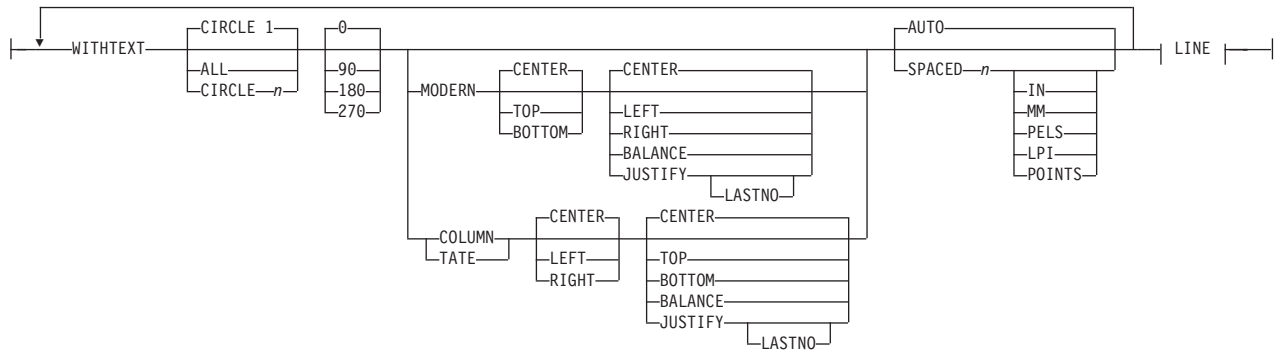 CIRCLE 1 0 AUTO
WITHTEXT LINE
ALL 90 CENTER CENTER SPACED n
CIRCLE n 180 MODERN IN
270 TOP LEFT MM
BOTTOM RIGHT PELS
BALANCE LPI
JUSTIFY POINTS
LASTNO
CENTER CENTER
COLUMN
TATE LEFT TOP
RIGHT BOTTOM
BALANCE
JUSTIFY
LASTNO